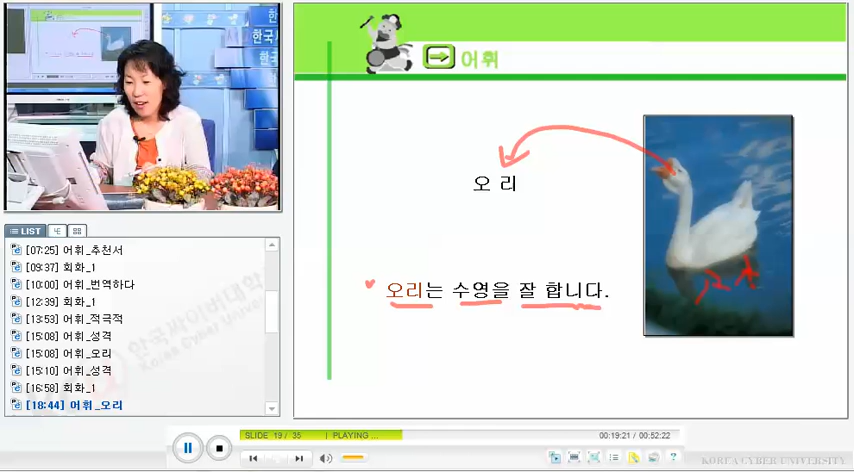 어휘
오 리
오리는 수영을 잘 합니다.
LIST
[07:25] 어휘_추천서
[09:37] 회화_1
[10:00] 어휘_번역하다
[12:39] 회화_1
[13:53] 어휘_적극적
[15:08] 어휘_성격
[15:08] 어휘_오리
[15:10] 어휘_성격
[16:58] 회화_1
[18:44] 어휘_오리
SLIDE 19 / 35 | PLAYING ...
00:19:21 / 00:52:22
KOREA CYBER UNIVERSITY